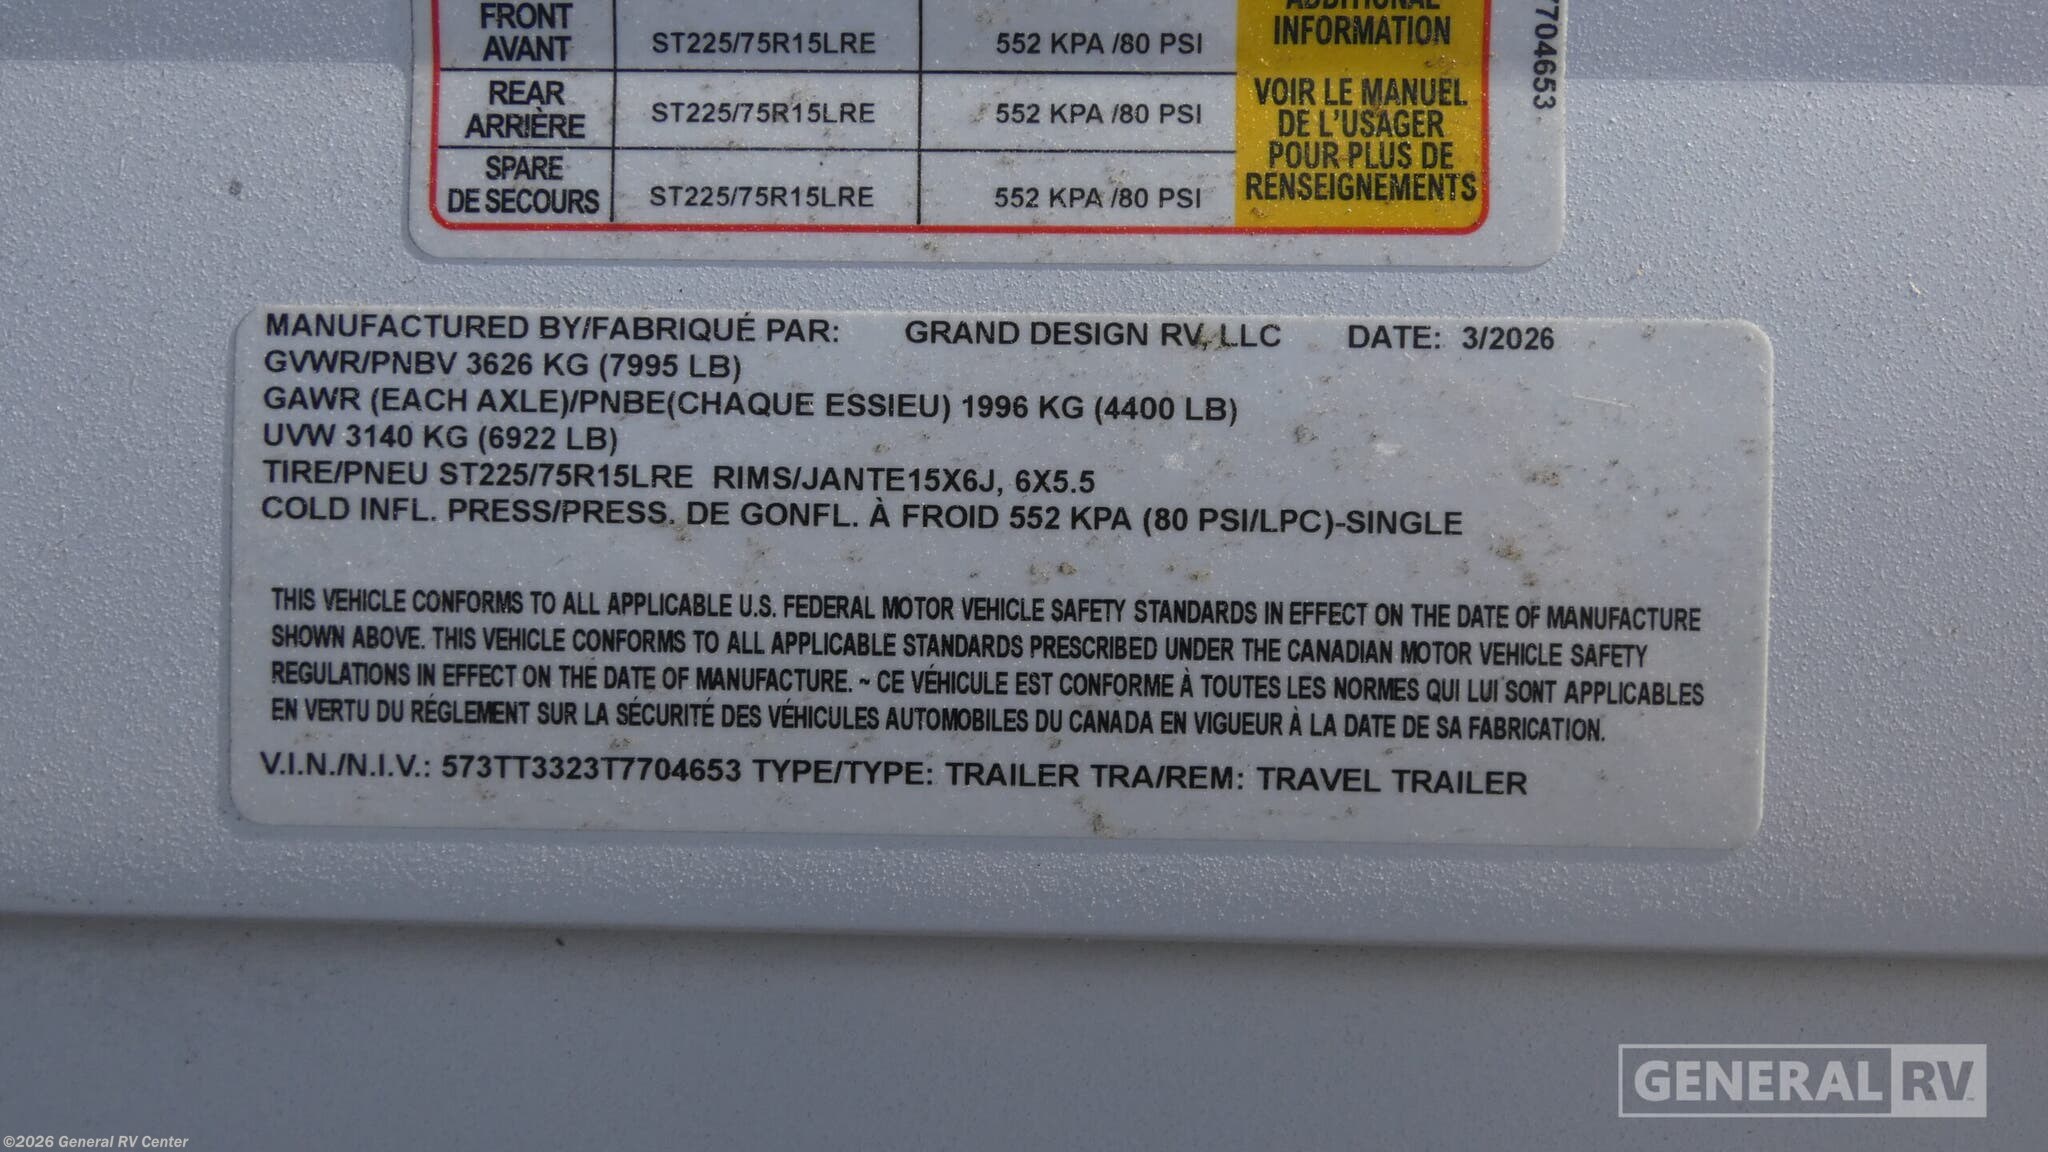 ADDITIONAL
FRONT
AVANT
ST225/75R15LRE
552 KPA /80 PSI
INFORMATION
REAR
ARRIÈRE
ST225/75R15LRE
552 KPA /80 PSI
VOIR LE MANUEL
DE L'USAGER
POUR PLUS DE
RENSEIGNEMENTS
SPARE
DE SECOURS
ST225/75R15LRE
552 KPA /80 PSI
7704653
MANUFACTURED BY/FABRIQUÉ PAR: GRAND DESIGN RV, LLC DATE: 3/2026
GVWR/PNBV 3626 KG (7995 LB)
GAWR (EACH AXLE)/PNBE(CHAQUE ESSIEU) 1996 KG (4400 LB)
UVW 3140 KG (6922 LB)
TIRE/PNEU ST225/75R15LRE RIMS/JANTE15X6J, 6X5.5
COLD INFL. PRESS/PRESS. DE GONFL. À FROID 552 KPA (80 PSI/LPC)-SINGLE
THIS VEHICLE CONFORMS TO ALL APPLICABLE U.S. FEDERAL MOTOR VEHICLE SAFETY STANDARDS IN EFFECT ON THE DATE OF MANUFACTURE
SHOWN ABOVE. THIS VEHICLE CONFORMS TO ALL APPLICABLE STANDARDS PRESCRIBED UNDER THE CANADIAN MOTOR VEHICLE SAFETY
REGULATIONS IN EFFECT ON THE DATE OF MANUFACTURE. ~ CE VÉHICULE EST CONFORME À TOUTES LES NORMES QUI LUI SONT APPLICABLES
EN VERTU DU RÉGLEMENT SUR LA SÉCURITÉ DES VÉHICULES AUTOMOBILES DU CANADA EN VIGUEUR À LA DATE DE SA FABRICATION.
V.I.N./N.I.V.: 573TT3323T7704653 TYPE/TYPE: TRAILER TRA/REM: TRAVEL TRAILER
GENERAL RV
©2026 General RV Center